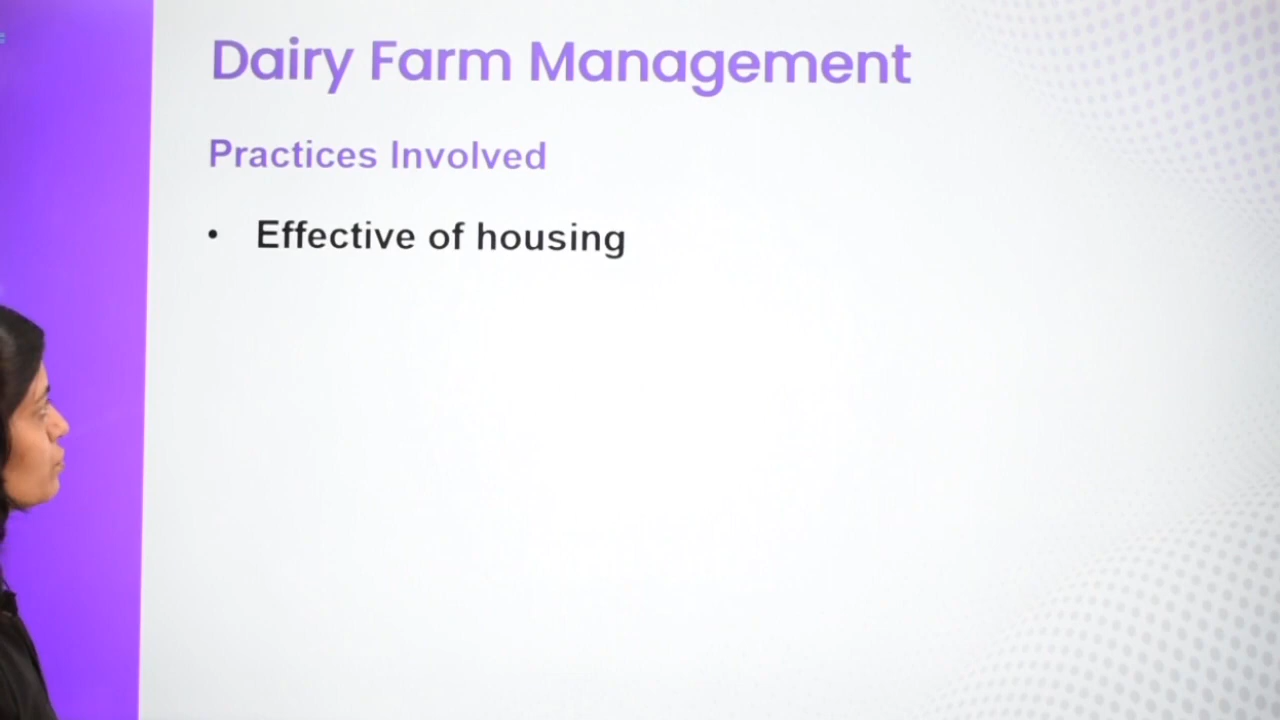 Dairy Farm Management
Practices Involved
• Effective of housing